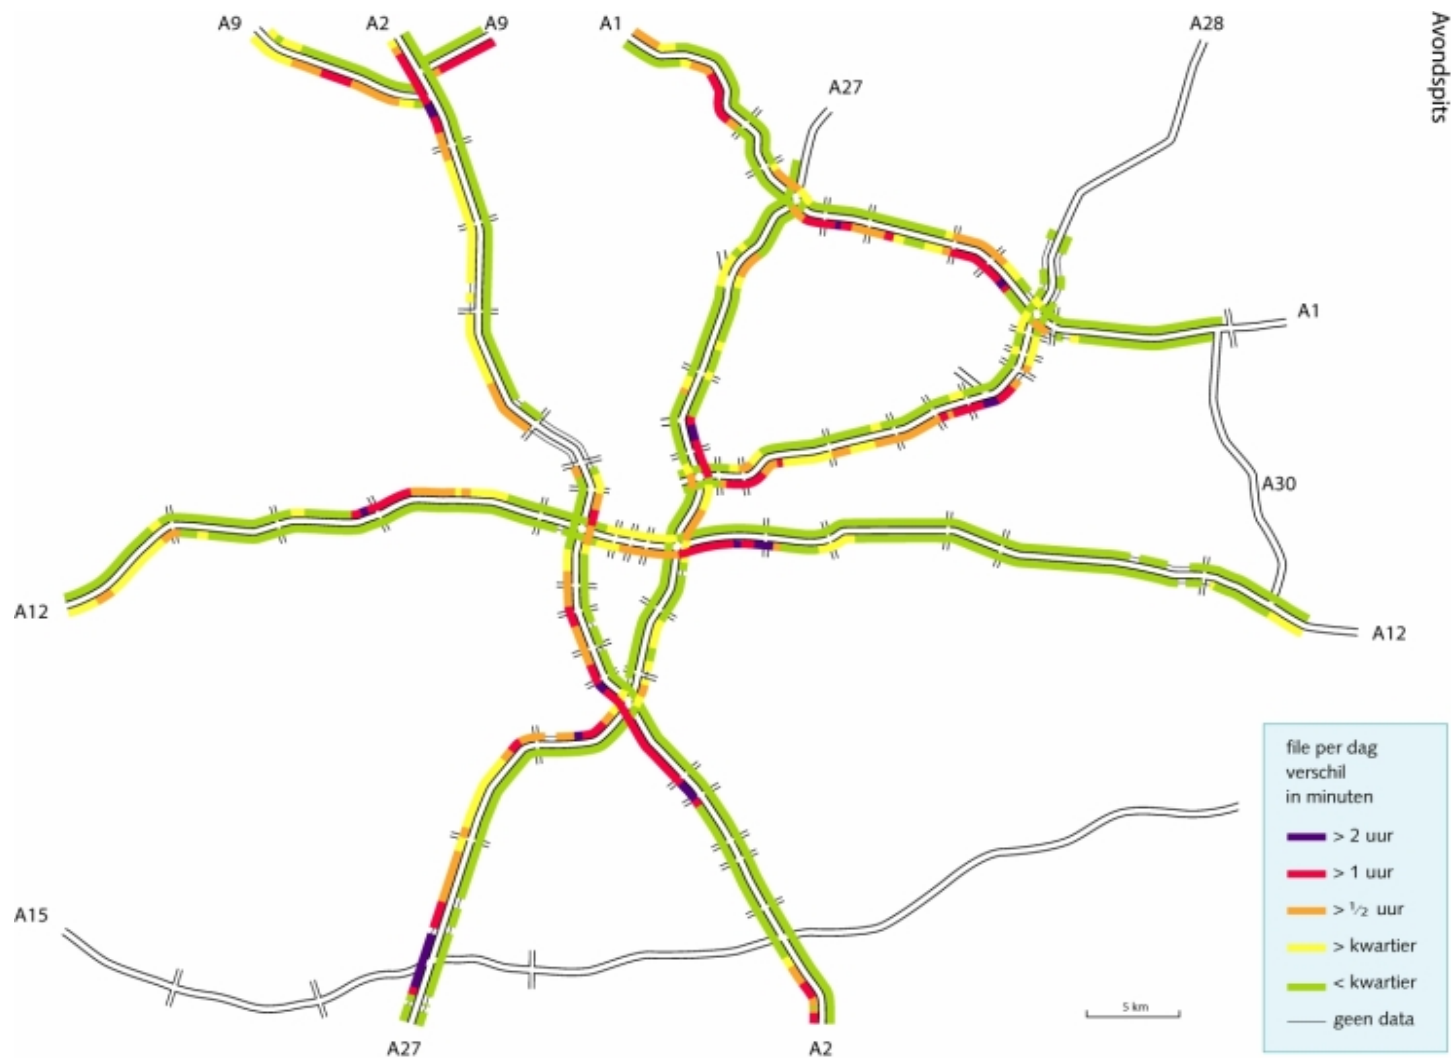 A9
A2
A9
A1
A28
Avondspits
A27
A1
A30
A12
A12
file per dag
verschil
in minuten
> 2 uur
> 1 uur
> 1/2 uur
> kwartier
< kwartier
geen data
A15
5 km
A27
A2